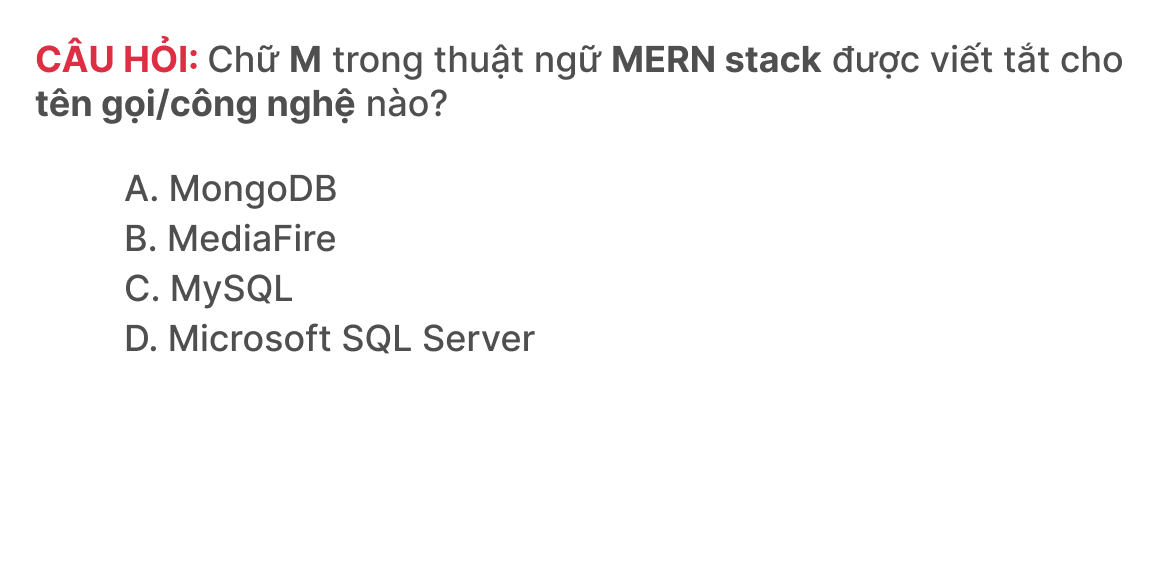 CÂU HỎI: Chữ M trong thuật ngữ MERN stack được viết tắt cho
tên gọi/công nghệ nào?
A. MongoDB
B. MediaFire
C. MySQL
D. Microsoft SQL Server